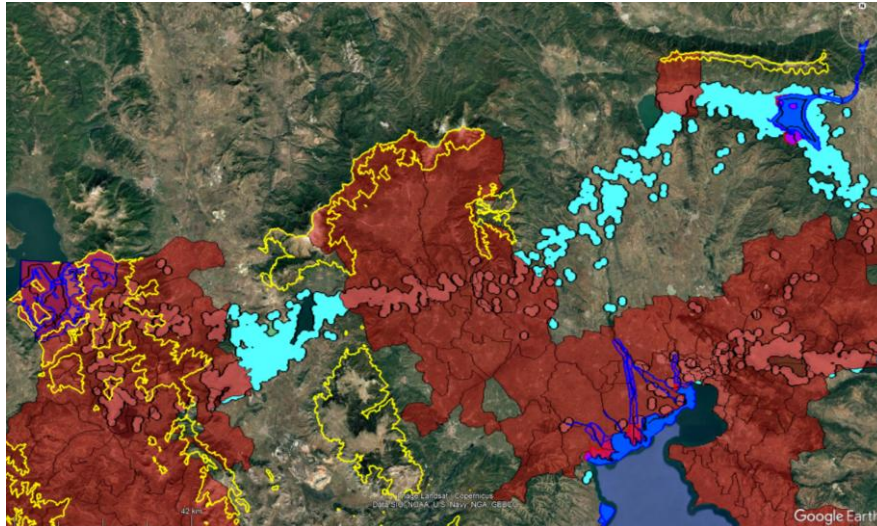 Image Landsat / Copernicus
Data SIO, NOAA, U.S. Navy, NGA, GEBCO
42 km
Google Earth
N